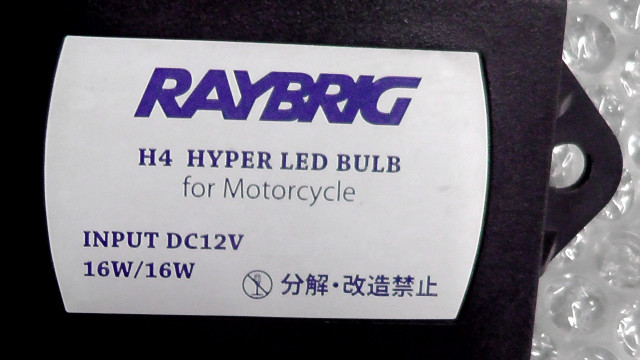 RAYBRIG
H4 HYPER LED BULB
for Motorcycle
INPUT DC12V
16W/16W
分解・改造禁止